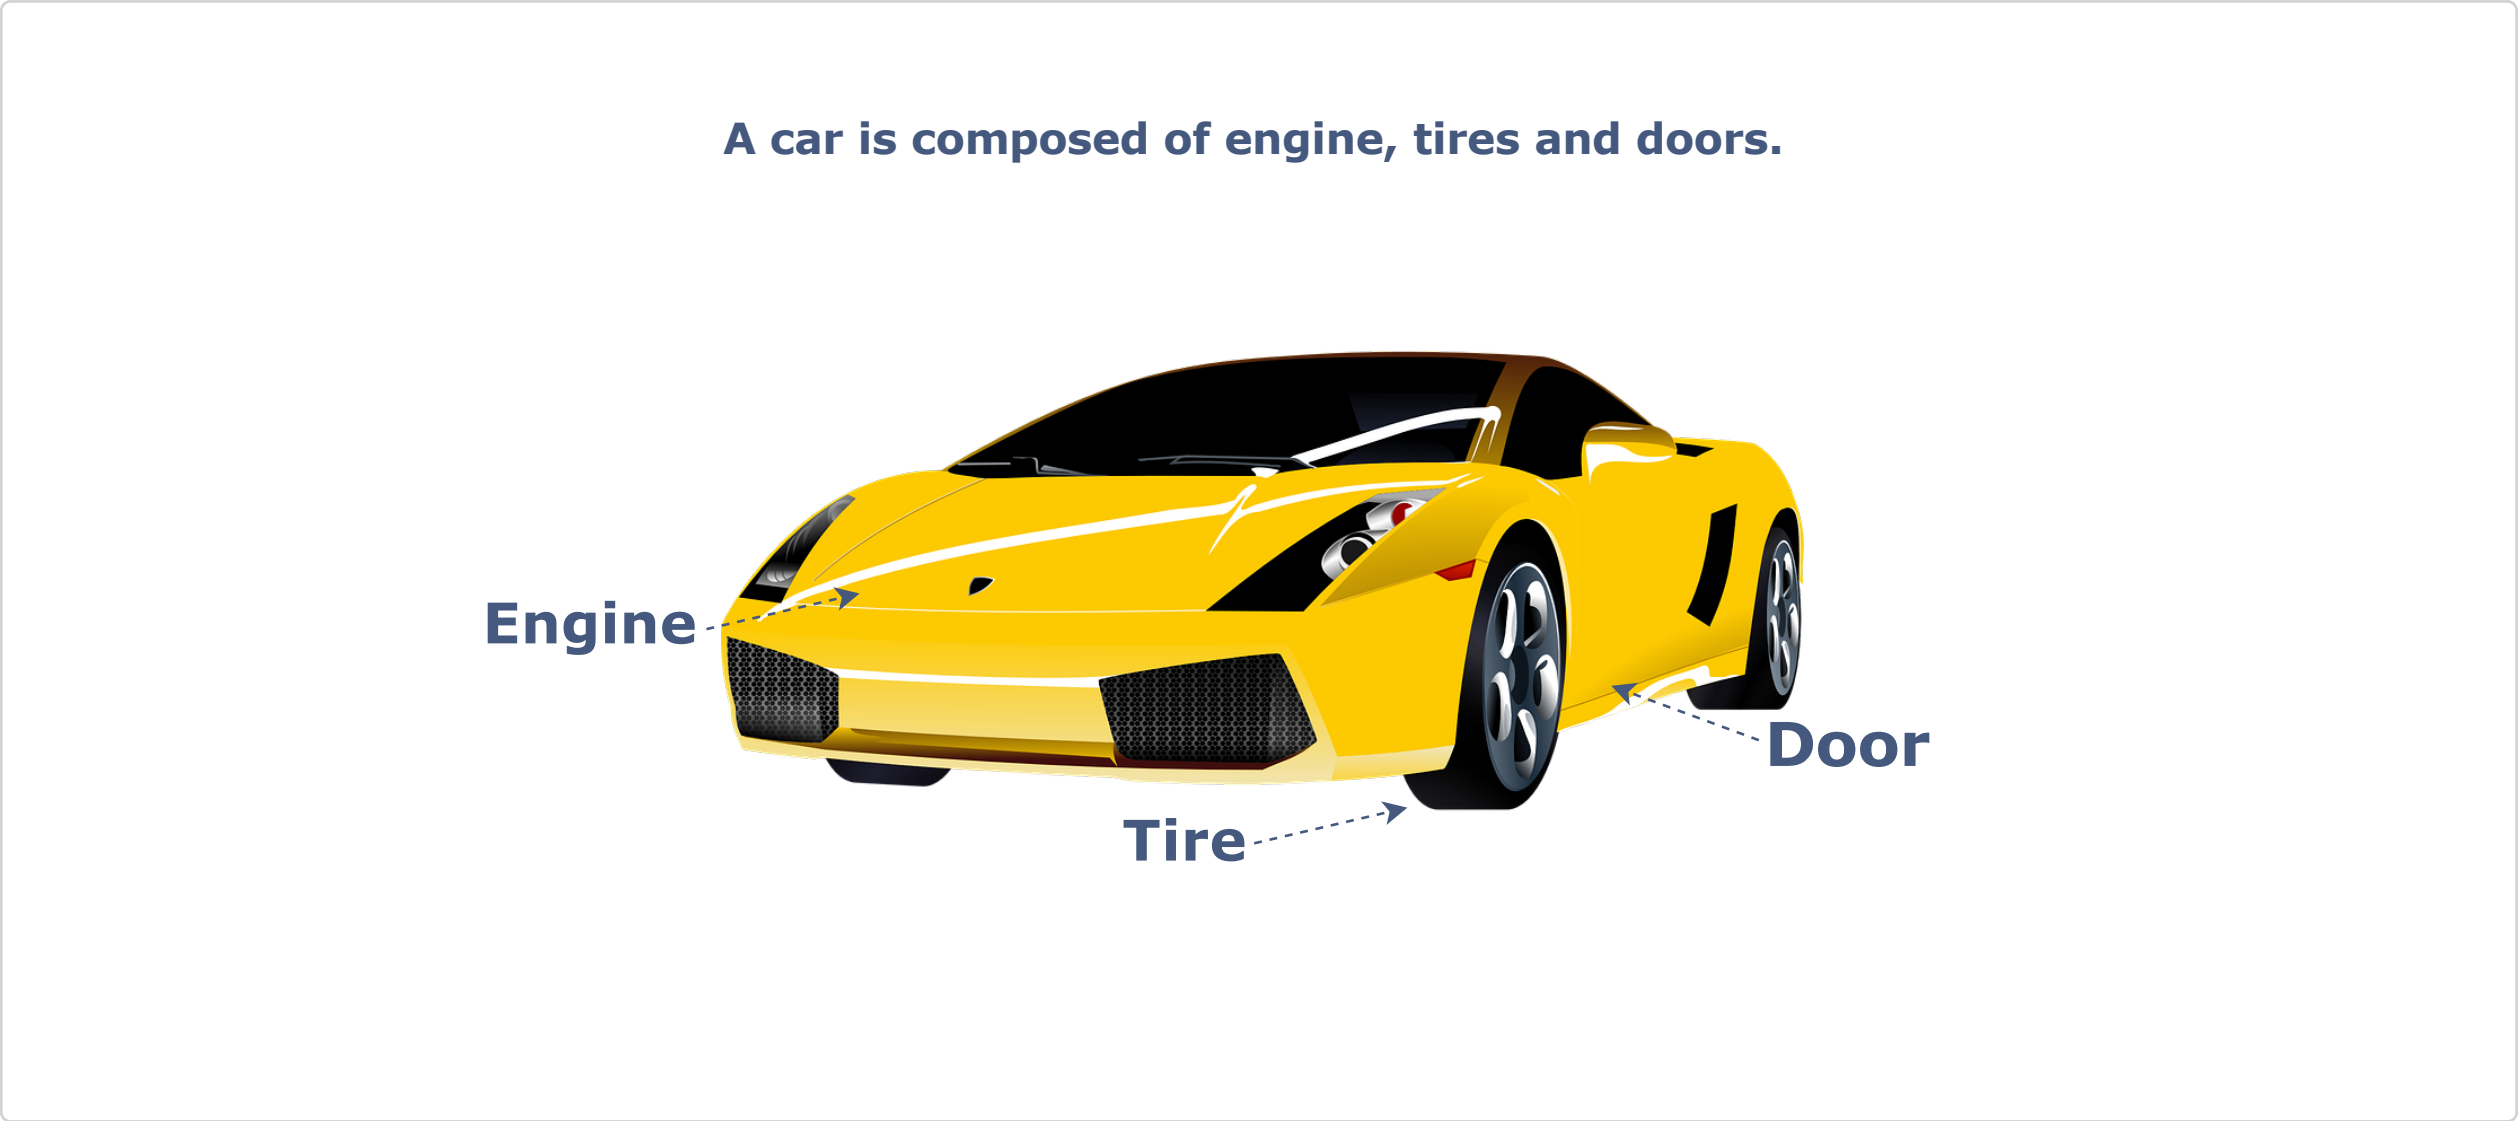 A car is composed of engine, tires and doors.
Engine
Door
Tire